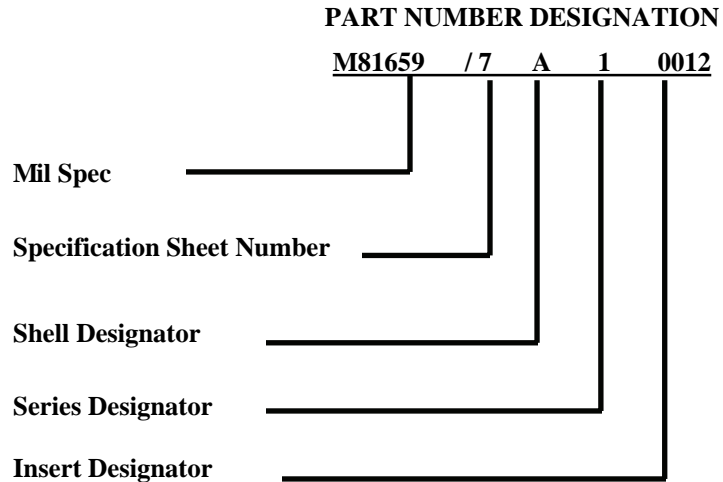 PART NUMBER DESIGNATION
M81659 / 7 A 1 0012
Mil Spec
Specification Sheet Number
Shell Designator
Series Designator
Insert Designator